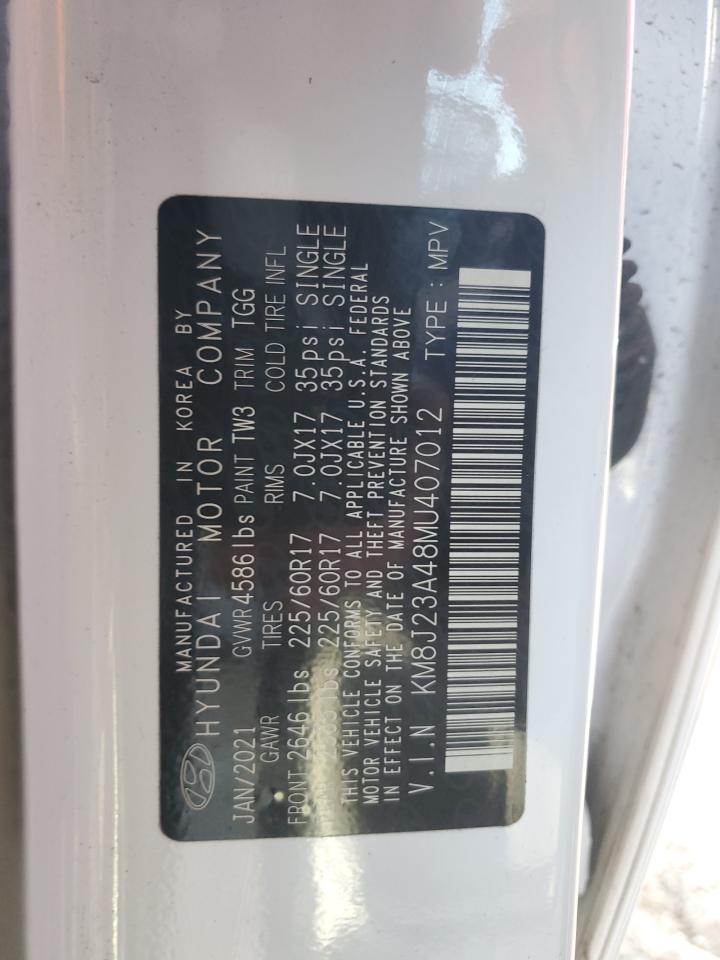 MANUFACTURED IN KOREA BY
HYUNDAI MOTOR COMPANY
JAN/2021 GVWR 4586 lbs PAINT TW3 TRIM TGG
GAWR TIRES RIMS COLD TIRE INFL
FRONT 2646 lbs 225/60R17 7.0JX17 35psi SINGLE
lbs 225/60R17 7.0JX17 35psi SINGLE
THIS VEHICLE CONFORMS TO ALL APPLICABLE U.S.A. FEDERAL
MOTOR VEHICLE SAFETY AND THEFT PREVENTION STANDARDS
IN EFFECT ON THE DATE OF MANUFACTURE SHOWN ABOVE
V.I.N KM8J23A48MU407012 TYPE : MPV